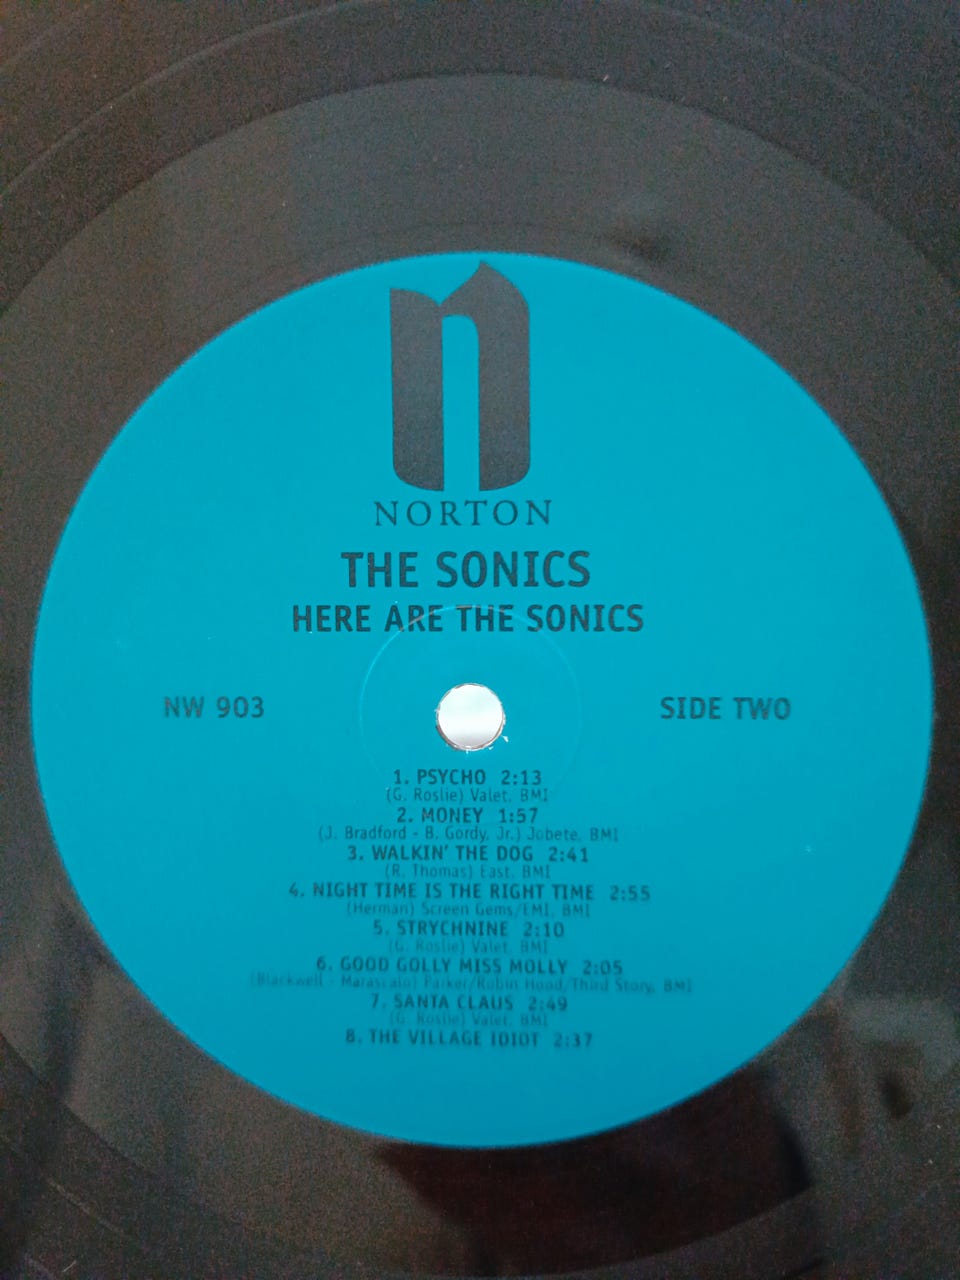 n
NORTON
THE SONICS
HERE ARE THE SONICS
NW 903
SIDE TWO
1. PSYCHO 2:13
(G. Roslie) Valet, BMI
2. MONEY 1:57
(J. Bradford - B. Gordy, Jr.) Jobete, BMI
3. WALKIN' THE DOG 2:41
(R. Thomas) East, BMI
4. NIGHT TIME IS THE RIGHT TIME 2:55
(Herman) Screen Gems/EMI, BMI
5. STRYCHNINE 2:10
(G. Roslie) Valet, BMI
6. GOOD GOLLY MISS MOLLY 2:05
(Blackwell - Marascalo) Parker/Robin Hood/Third Story, BMI
7. SANTA CLAUS 2:49
(G. Roslie) Valet, BMI
8. THE VILLAGE IDIOT 2:37